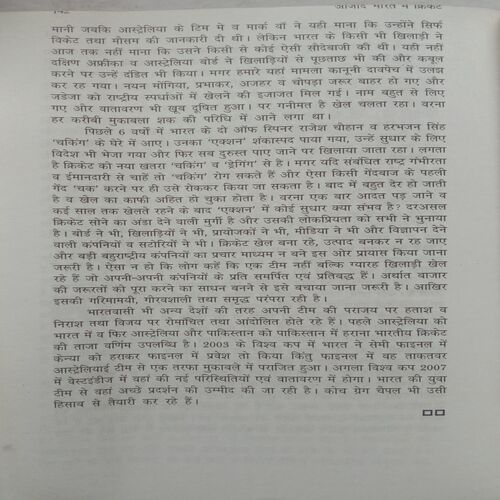 142 आजाद भारत में क्रिकेट
मानी जबकि आस्ट्रेलिया के टिम में व मार्क वॉ ने यही माना कि उन्होंने सिर्फ
विकेट तथा मौसम की जानकारी दी थी। लेकिन भारत के किसी भी खिलाड़ी ने
आज तक नहीं माना कि उसने किसी से कोई ऐसी सौदेबाजी की थी। यही नहीं
दक्षिण अफ्रीका व आस्ट्रेलिया बोर्ड ने खिलाड़ियों से पूछताछ भी की और कबूल
करने पर उन्हें दंडित भी किया। मगर हमारे यहां मामला कानूनी दावपेच में उलझ
कर रह गया। नयन मोंगिया, प्रभाकर, अजहर व चोपड़ा जरूर बाहर हो गए और
जडेजा को राष्ट्रीय स्पर्धाओं में खेलने की इजाजत मिल गई। नाम बहुत से लिए
गए और वातावरण भी खूब दूषित हुआ। पर गनीमत है खेल चलता रहा। वरना
हर करीबी मुकाबला शक की परिधि में आने लगा था।
पिछले 6 वर्षों में भारत के दो ऑफ स्पिनर राजेश चौहान व हरभजन सिंह
'चकिंग' के घेरे में आए। उनका 'एक्शन' शंकास्पद पाया गया, उन्हें सुधार के लिए
विदेश भी भेजा गया और फिर सब दुरुस्त पाए जाने पर खिलाया जाता रहा। लगता
है क्रिकेट को नया खतरा 'चकिंग' व 'ड्रेगिंग' से है। मगर यदि संबंधित राष्ट्र गंभीरता
व ईमानदारी से चाहें तो 'चकिंग' रोग सकते हैं और ऐसा किसी गेंदबाज के पहली
गेंद 'चक' करने पर ही उसे रोककर किया जा सकता है। बाद में बहुत देर हो जाती
है व खेल का काफी अहित हो चुका होता है। वरना एक बार आदत पड़ जाने व
कई साल तक खेलते रहने के बाद 'एक्शन' में कोई सुधार क्या संभव है? दरअसल
क्रिकेट सोने का अंडा देने वाली मुर्गी है और उसकी लोकप्रियता को सभी ने भुनाया
है। बोर्ड ने भी, खिलाड़ियों ने भी, प्रायोजकों ने भी, मीडिया ने भी और विज्ञापन देने
वाली कंपनियों व सटोरियों ने भी। क्रिकेट खेल बना रहे, उत्पाद बनकर न रह जाए
और बड़ी बहुराष्ट्रीय कंपनियों का प्रचार माध्यम न बने इस ओर प्रायास किया जाना
जरूरी है। ऐसा न हो कि लोग कहें कि एक टीम नहीं बल्कि ग्यारह खिलाड़ी खेल
रहे हैं जो अपनी-अपनी कंपनियों के प्रति समर्पित एवं प्रतिबद्ध हैं। अर्थात बाजार
की जरूरतों को पूरा करने का साधन बनने से इसे बचाया जाना जरूरी है। आखिर
इसकी गरिमामयी, गौरवशाली तथा समृद्ध परंपरा रही है।
भारतवासी भी अन्य देशों की तरह अपनी टीम की पराजय पर हताश व
निराश तथा विजय पर रोमांचित तथा आंदोलित होते रहे हैं। पहले आस्ट्रेलिया को
भारत में व फिर आस्ट्रेलिया और पाकिस्तान को पाकिस्तान में हराना भारतीय क्रिकेट
की ताजा वर्णिम उपलब्धि है। 2003 के विश्व कप में भारत ने सेमी फाइनल में
केन्या को हराकर फाइनल में प्रवेश तो किया किंतु फाइनल में वह ताकतवर
आस्ट्रेलियाई टीम से एक तरफा मुकाबले में पराजित हुआ। अगला विश्व कप 2007
में वेस्टइंडीज में वहां की नई परिस्थितियों एवं वातावरण में होगा। भारत की युवा
टीम से वहां अच्छे प्रदर्शन की उम्मीद की जा रही है। कोच ग्रेग चैपल भी उसी
हिसाब से तैयारी कर रहे हैं।